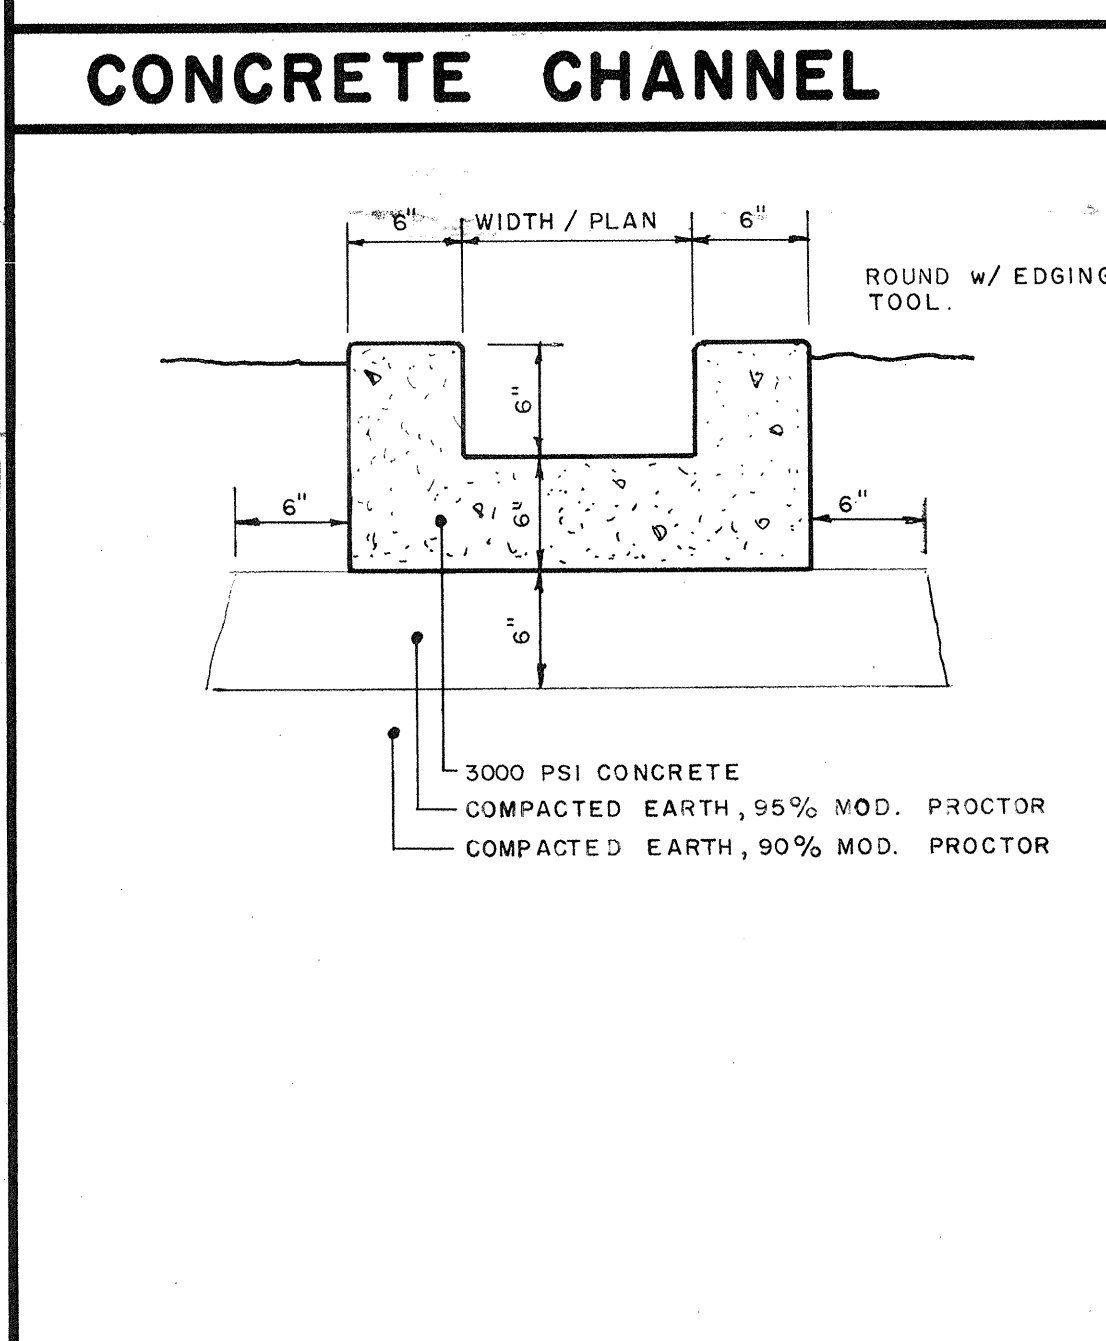 CONCRETE CHANNEL
6" WIDTH / PLAN 6"
ROUND w/ EDGING
TOOL.
6"
6" 6" 6"
6"
3000 PSI CONCRETE
COMPACTED EARTH, 95% MOD. PROCTOR
COMPACTED EARTH, 90% MOD. PROCTOR